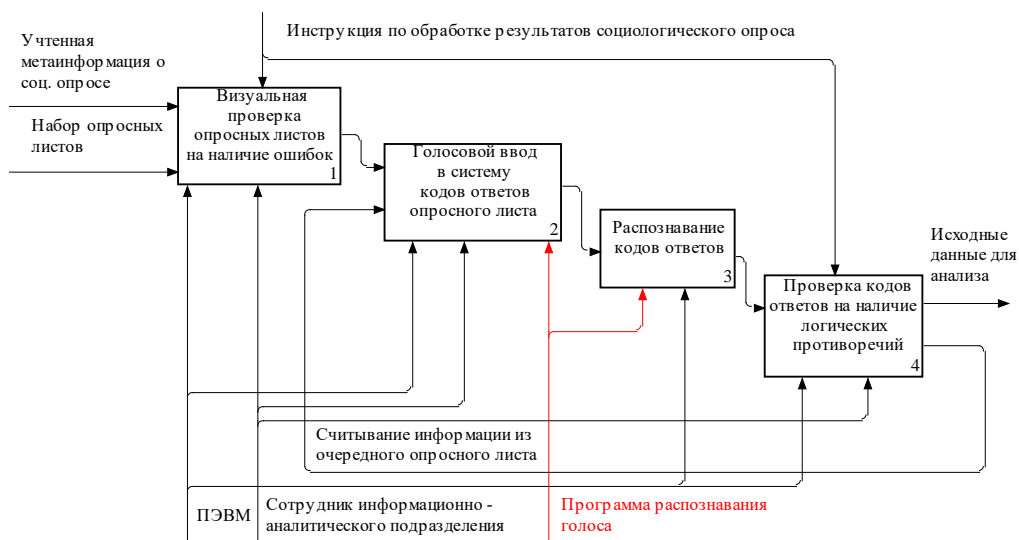 Инструкция по обработке результатов социологического опроса
Учтенная
метаинформация о
соц. опросе
Набор опросных
листов
Визуальная
проверка
опросных листов
на наличие ошибок
1
Голосовой ввод
в систему
кодов ответов
опросного листа
2
Распознавание
кодов ответов
3
Исходные
данные для
анализа
Проверка кодов
ответов на наличие
логических
противоречий
4
Считывание информации из
очередного опросного листа
ПЭВМ
Сотрудник информационно -
аналитического подразделения
Программа распознавания
голоса